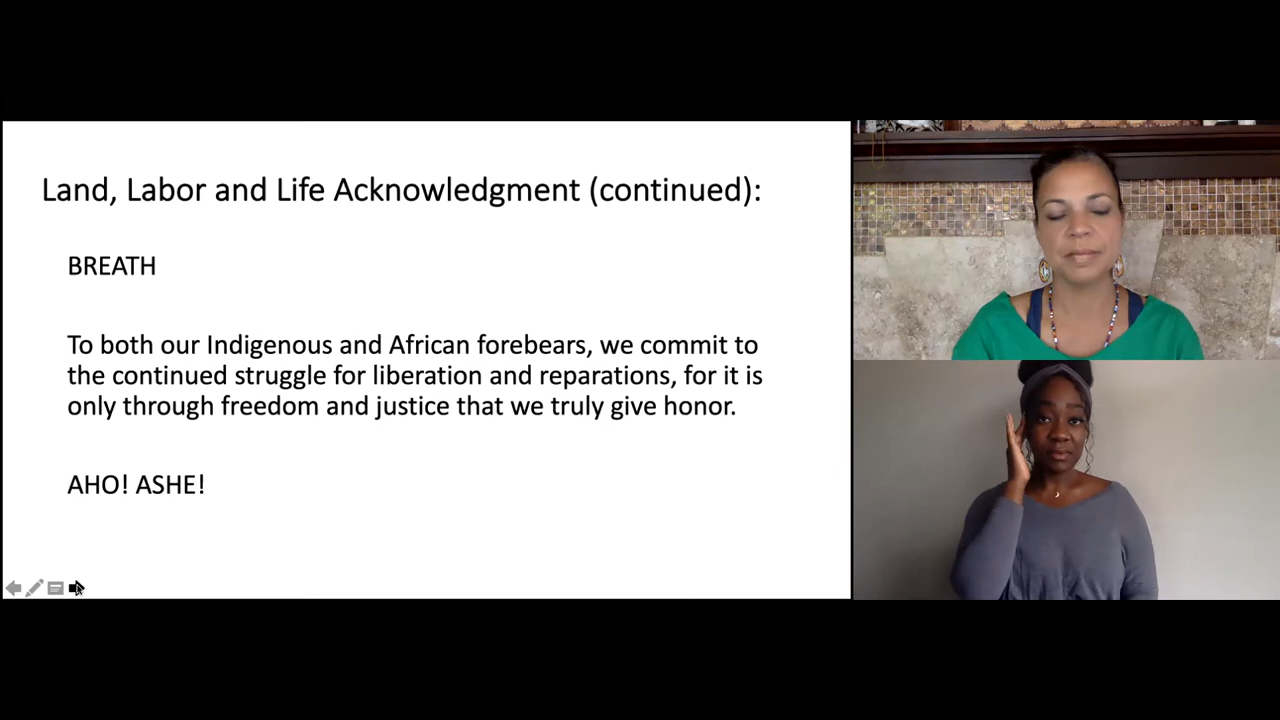 Land, Labor and Life Acknowledgment (continued):
BREATH
To both our Indigenous and African forebears, we commit to
the continued struggle for liberation and reparations, for it is
only through freedom and justice that we truly give honor.
AHO! ASHE!